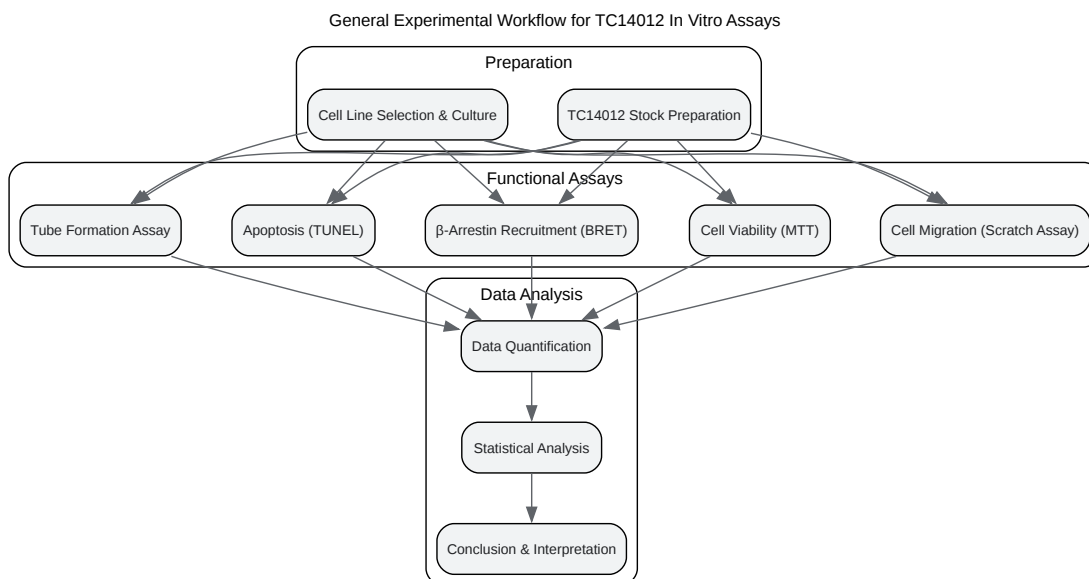 General Experimental Workflow for TC14012 In Vitro Assays
Preparation
Cell Line Selection & Culture
TC14012 Stock Preparation
Functional Assays
Tube Formation Assay
Apoptosis (TUNEL)
β-Arrestin Recruitment (BRET)
Cell Viability (MTT)
Cell Migration (Scratch Assay)
Data Analysis
Data Quantification
Statistical Analysis
Conclusion & Interpretation